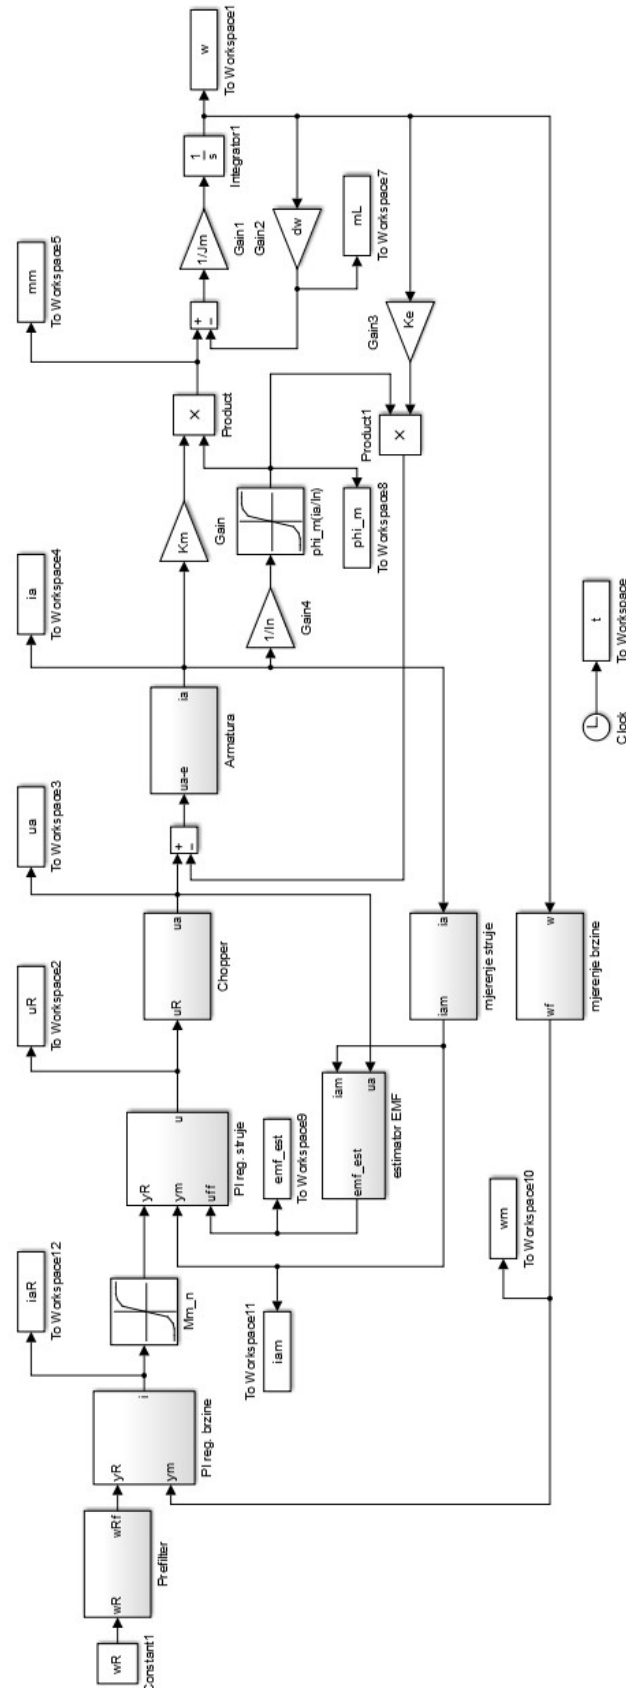 wR
Constant1
wR
wRf
Prefilter
yR
ym
i
PI reg. brzine
iaR
To Workspace12
Mm_n
yR
ym
uff
u
PI reg. struje
iam
To Workspace11
emf_est
To Workspace9
uR
To Workspace2
uR
ua
Chopper
ua
To Workspace3
iam
ua
emf_est
estimator EMF
+
−
ua-e
ia
Armatura
ia
To Workspace4
Km
Gain
1/In
Gain4
phi_m(ia/In)
phi_m
To Workspace8
×
Product
×
Product1
mm
To Workspace5
+
−
1/Jm
Gain1
Gain2
dw
mL
To Workspace7
Ke
Gain3
1
s
Integrator1
w
To Workspace1
ia
iam
mjerenje struje
w
wf
mjerenje brzine
wm
To Workspace10
Clock
t
To Workspace